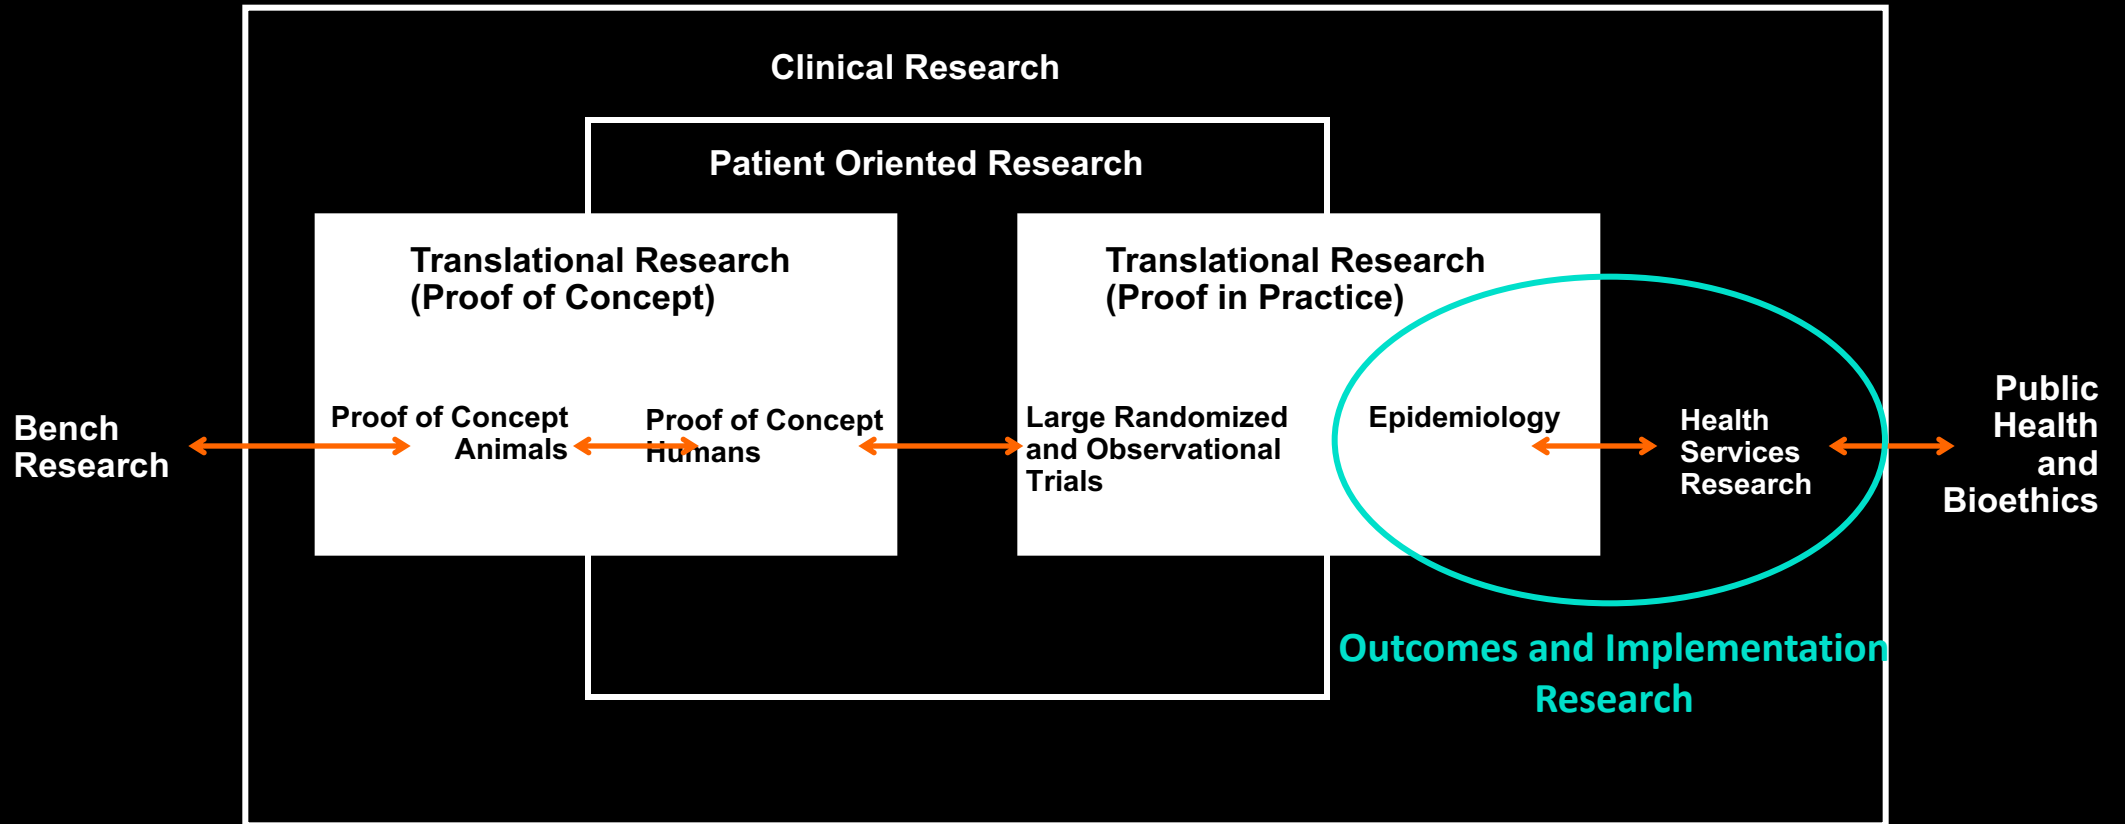 Clinical Research
Patient Oriented Research
Translational Research
(Proof of Concept)
Translational Research
(Proof in Practice)
Bench
Research
Proof of Concept
Animals
Proof of Concept
Humans
Large Randomized
and Observational
Trials
Epidemiology
Health
Services
Research
Public
Health
and
Bioethics
Outcomes and Implementation
Research